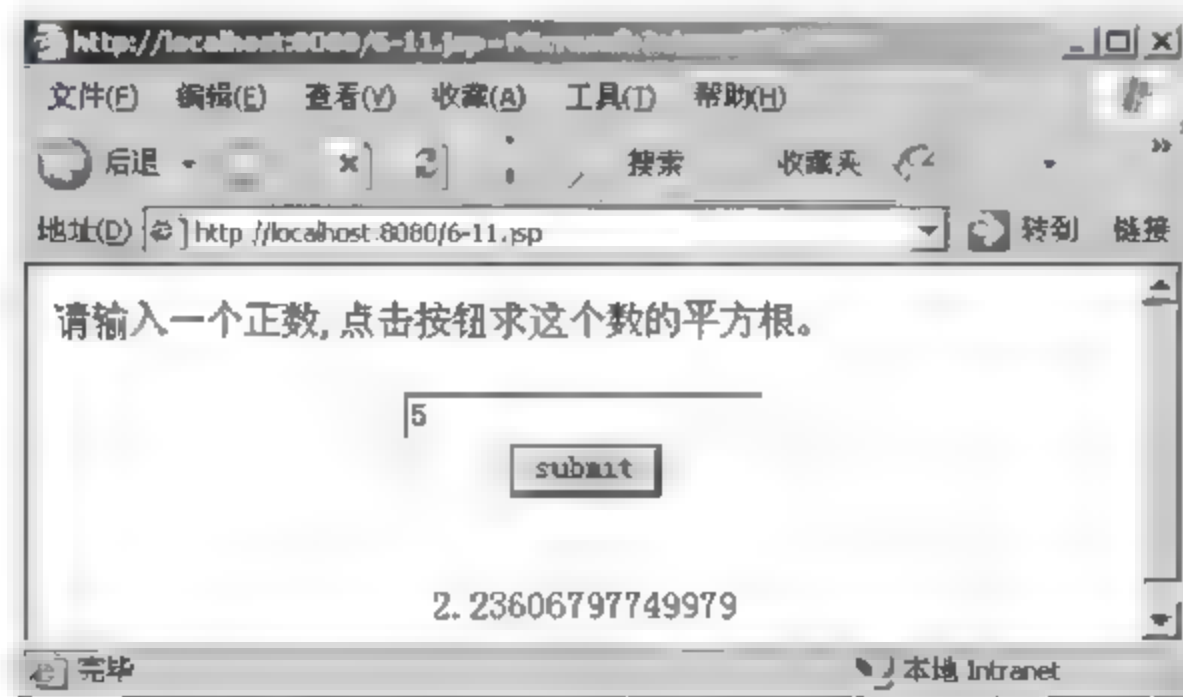 http://localhost:8080/6-11.jsp - Microsoft
文件(F) 编辑(E) 查看(V) 收藏(A) 工具(T) 帮助(H)
后退 搜索 收藏夹 »
地址(D) http://localhost:8080/6-11.jsp 转到 链接
请输入一个正数,点击按钮求这个数的平方根。
5
submit
2.23606797749979
完毕 本地 Intranet